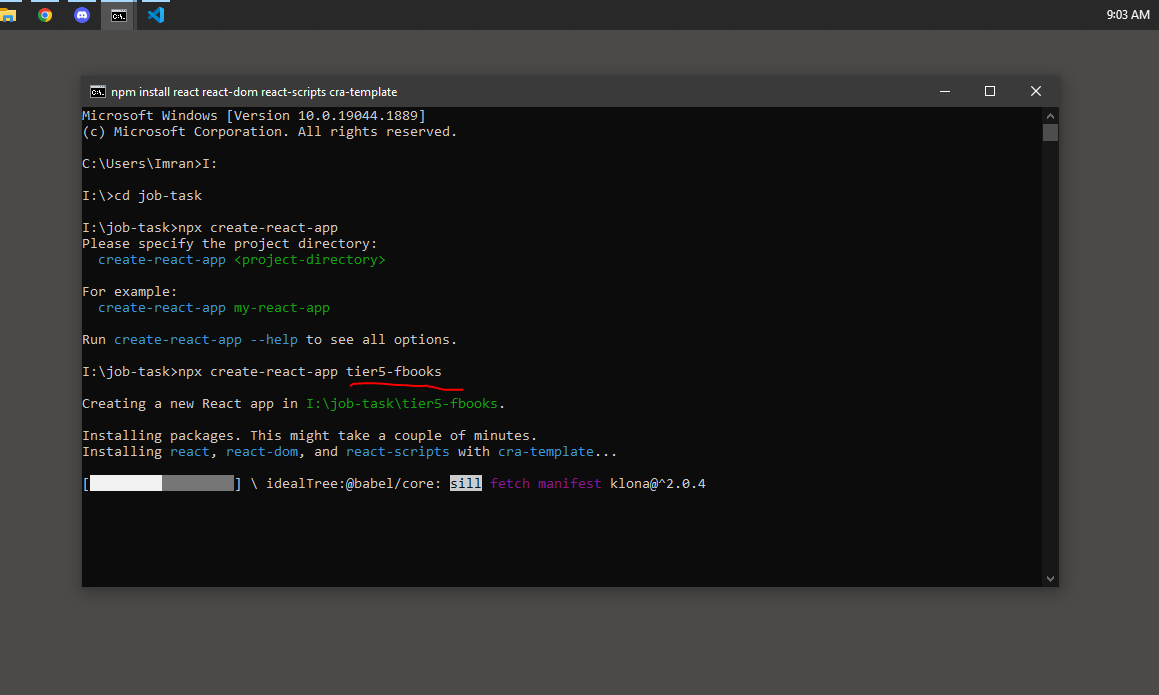 9:03 AM
npm install react react-dom react-scripts cra-template
Microsoft Windows [Version 10.0.19044.1889]
(c) Microsoft Corporation. All rights reserved.
C:\Users\Imran>I:
I:\>cd job-task
I:\job-task>npx create-react-app
Please specify the project directory:
create-react-app <project-directory>
For example:
create-react-app my-react-app
Run create-react-app --help to see all options.
I:\job-task>npx create-react-app tier5-fbooks
Creating a new React app in I:\job-task\tier5-fbooks.
Installing packages. This might take a couple of minutes.
Installing react, react-dom, and react-scripts with cra-template...
[ ] \ idealTree:@babel/core: sill fetch manifest klona@^2.0.4